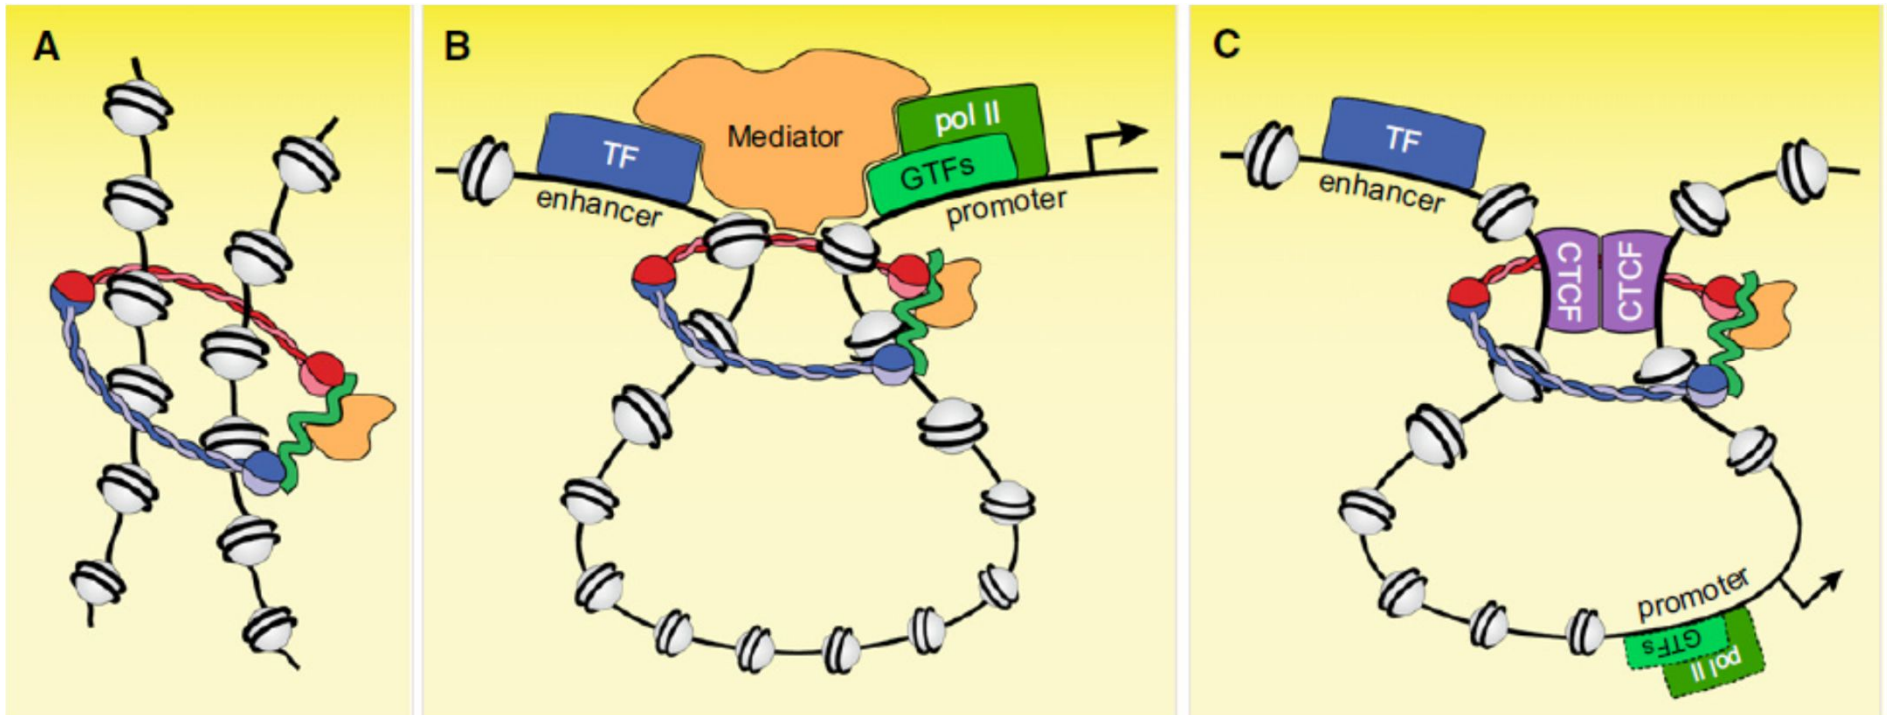 A
B
Mediator
TF
pol II
GTFs
enhancer
promoter
C
TF
enhancer
CTCF
CTCF
promoter
GTFs
pol II